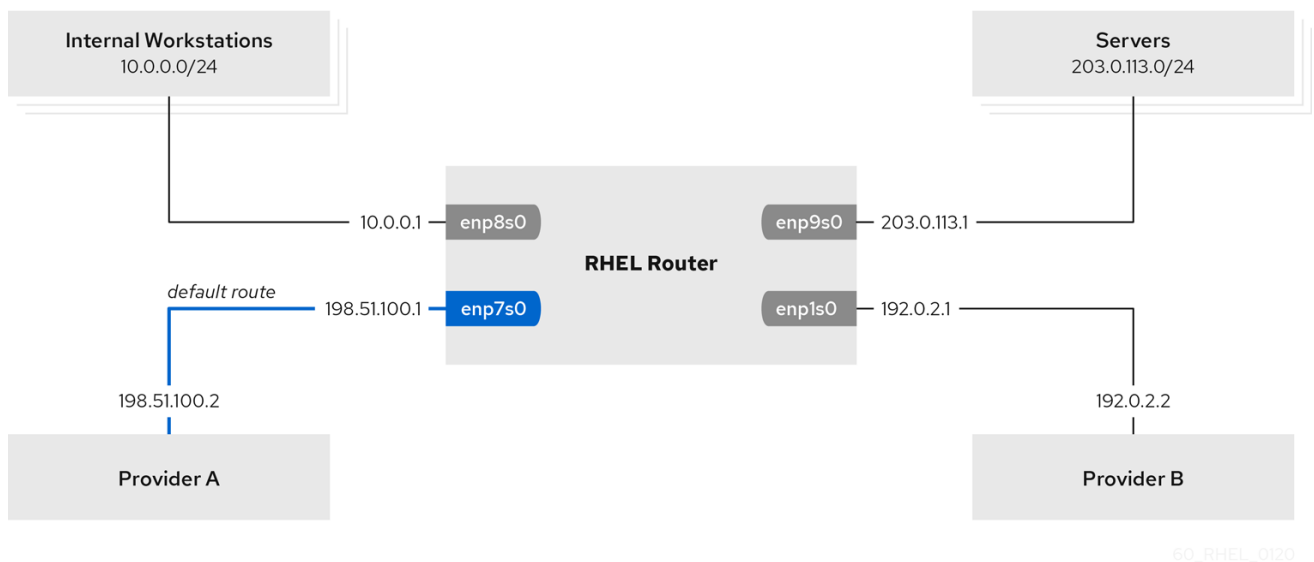 Internal Workstations
10.0.0.0/24
Servers
203.0.113.0/24
10.0.0.1
enp8s0
enp9s0
203.0.113.1
RHEL Router
default route
198.51.100.1
enp7s0
enp1s0
192.0.2.1
198.51.100.2
192.0.2.2
Provider A
Provider B
60_RHEL_0120